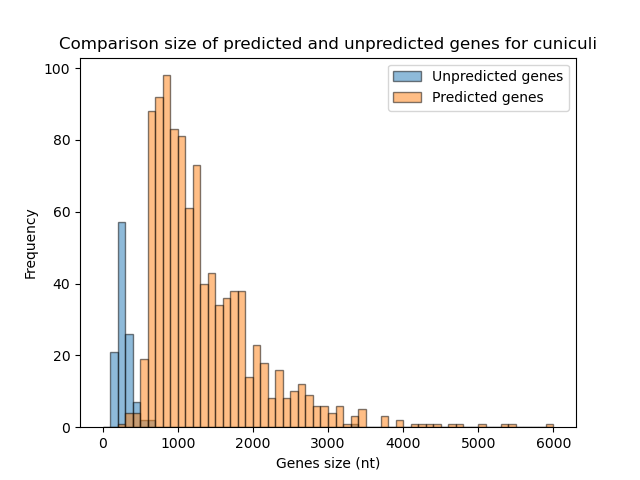 Comparison size of predicted and unpredicted genes for cuniculi
Unpredicted genes
Predicted genes
100
80
60
40
20
0
Frequency
0 1000 2000 3000 4000 5000 6000
Genes size (nt)